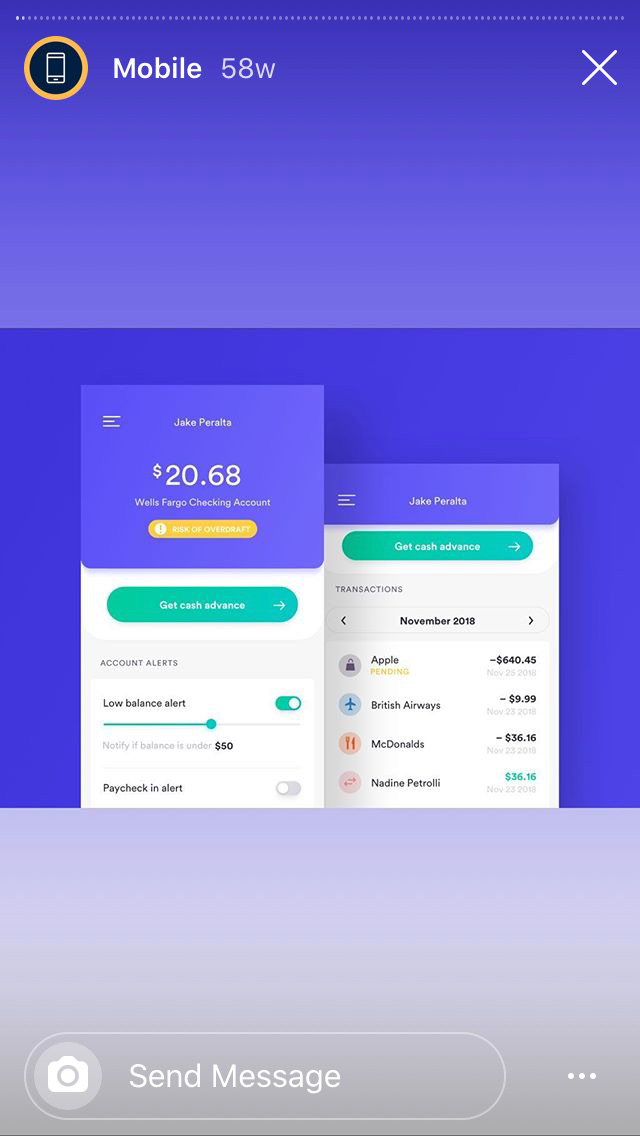 Mobile 58w
Jake Peralta
$20.68
Wells Fargo Checking Account
! RISK OF OVERDRAFT
Get cash advance
ACCOUNT ALERTS
Low balance alert
Notify if balance is under $50
Paycheck in alert
Jake Peralta
Get cash advance
TRANSACTIONS
November 2018
Apple –$640.45
PENDING Nov 25 2018
British Airways – $9.99
Nov 23 2018
McDonalds – $36.16
Nov 23 2018
Nadine Petrolli $36.16
Nov 23 2018
Send Message